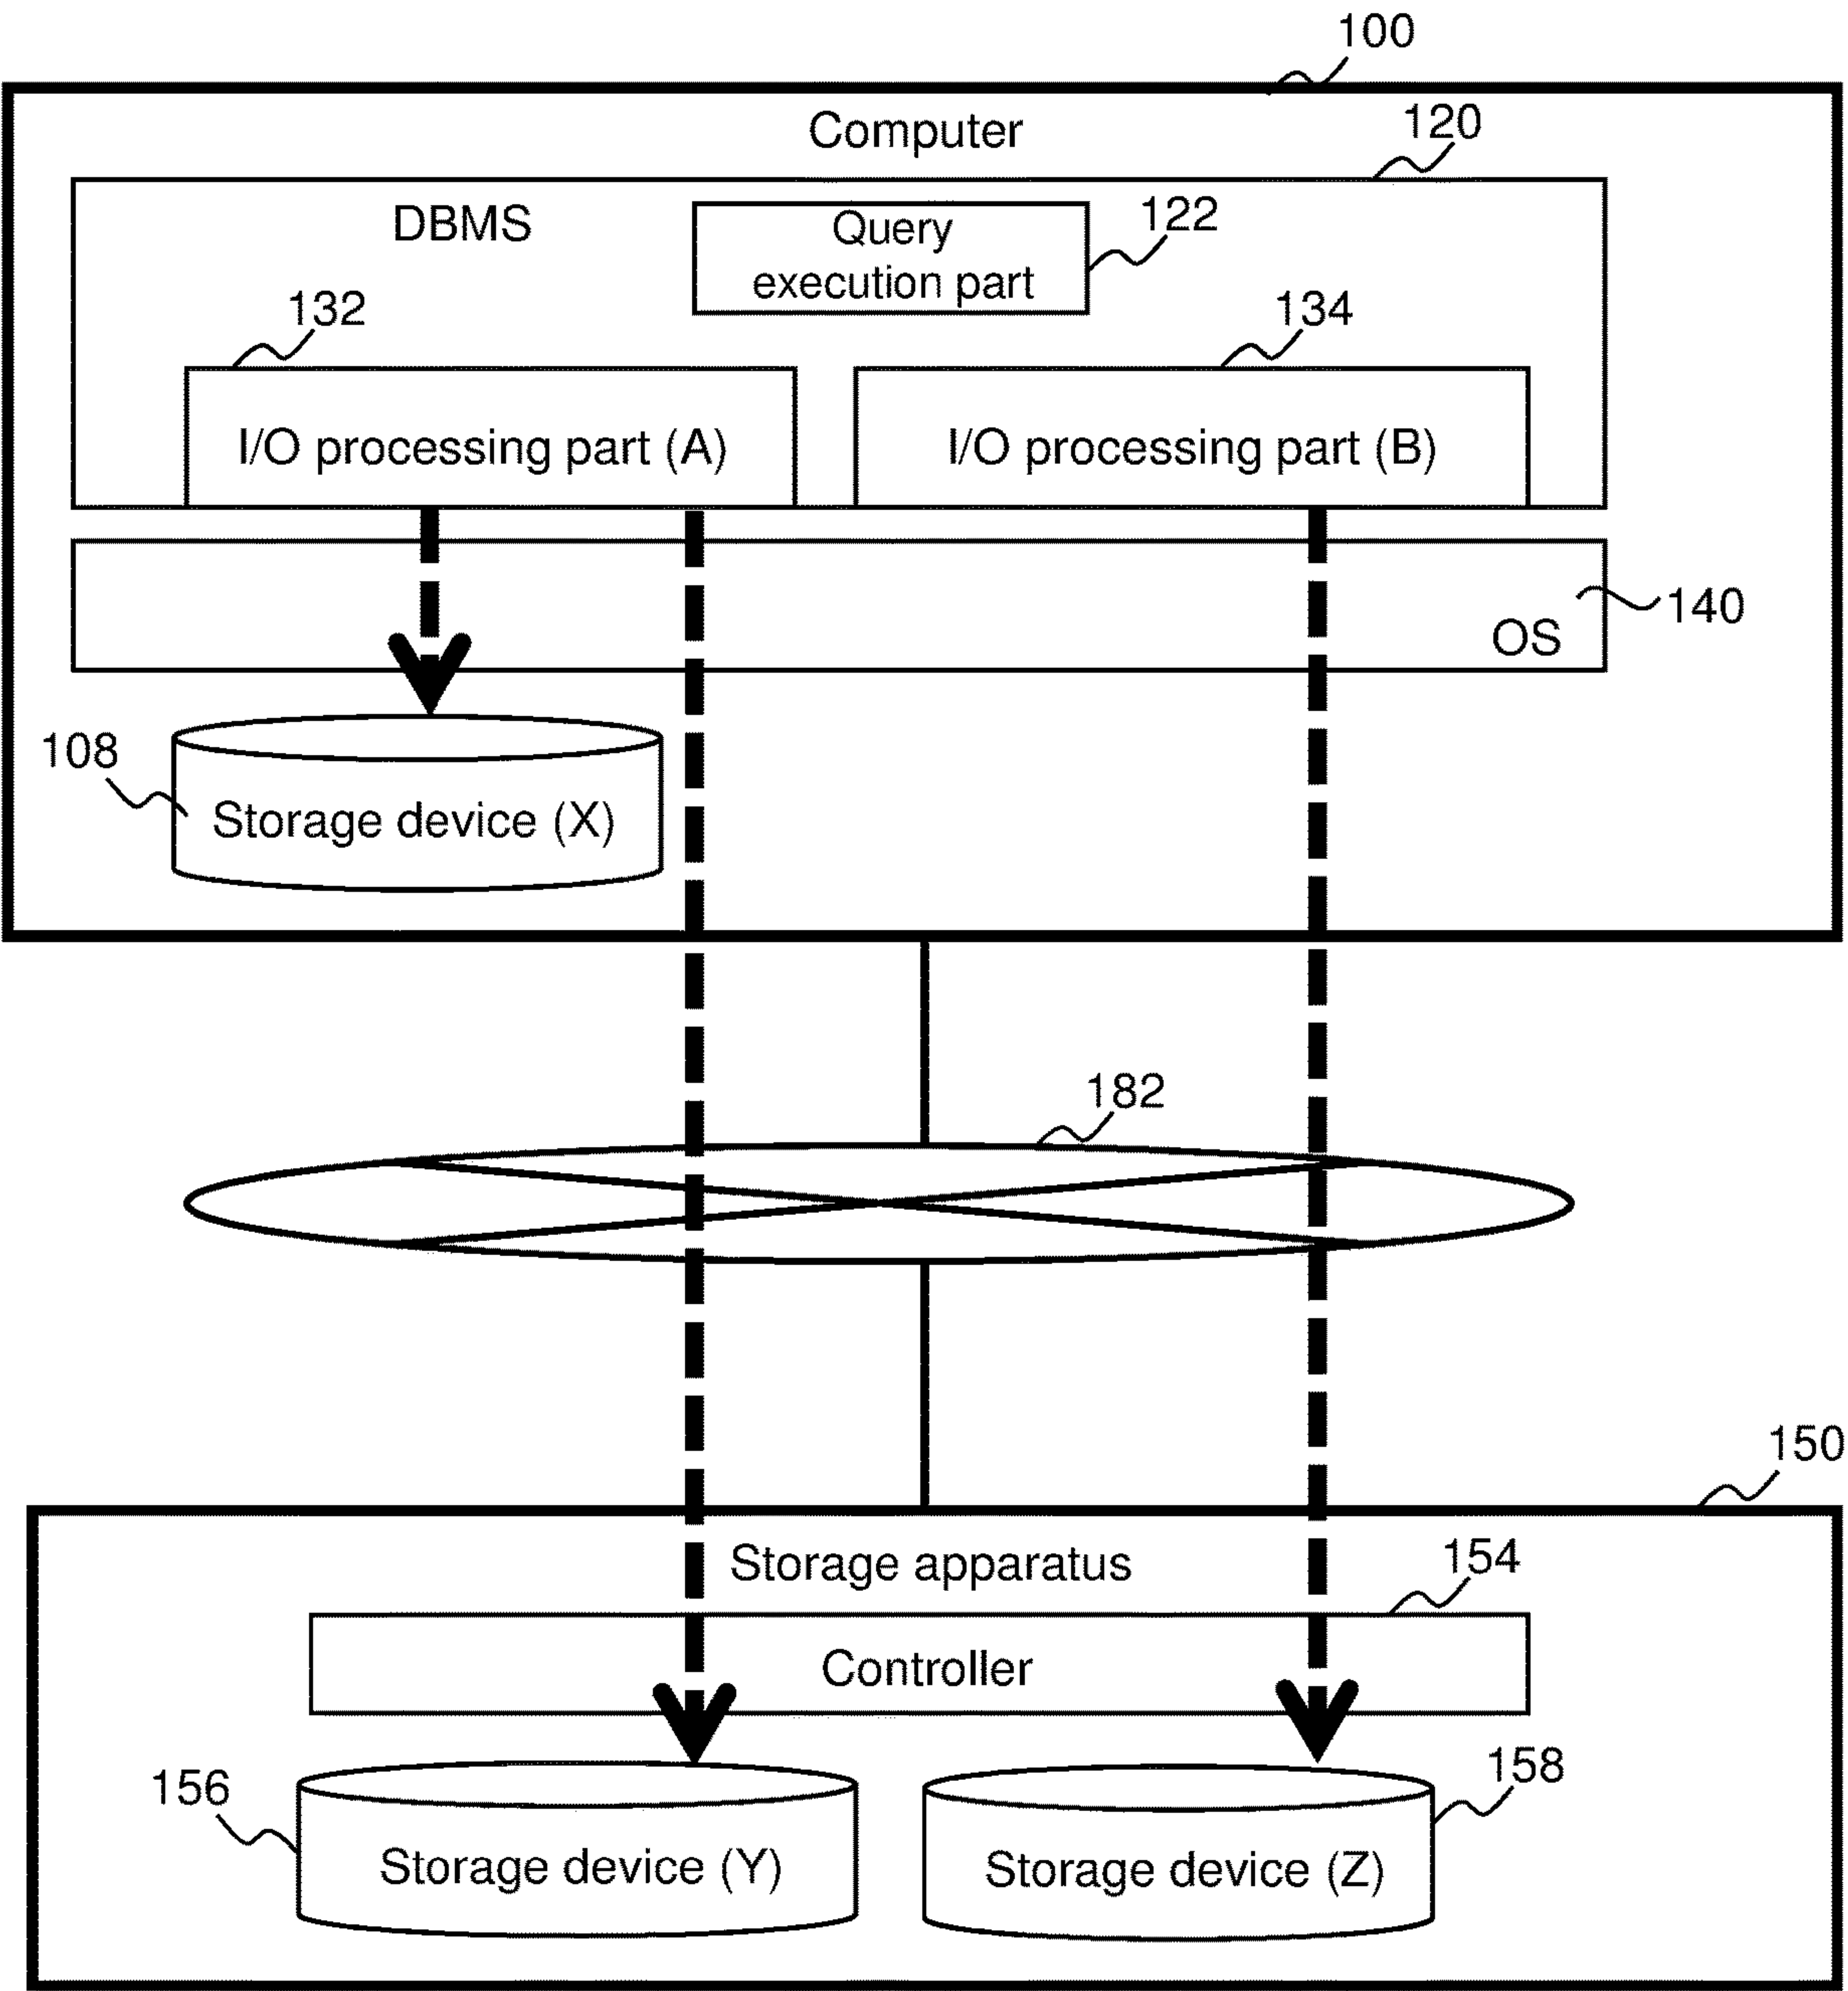 100
Computer
120
DBMS
Query
execution part
122
132
134
I/O processing part (A)
I/O processing part (B)
140
OS
108
Storage device (X)
182
150
Storage apparatus
154
Controller
156
158
Storage device (Y)
Storage device (Z)